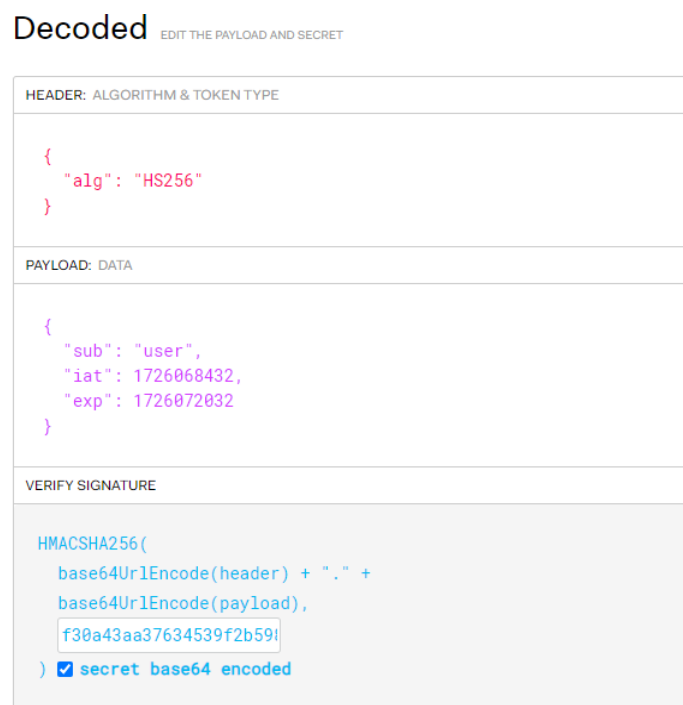 Decoded EDIT THE PAYLOAD AND SECRET
HEADER: ALGORITHM & TOKEN TYPE
{
"alg": "HS256"
}
PAYLOAD: DATA
{
"sub": "user",
"iat": 1726068432,
"exp": 1726072032
}
VERIFY SIGNATURE
HMACSHA256(
base64UrlEncode(header) + "." +
base64UrlEncode(payload),
f30a43aa37634539f2b598
) secret base64 encoded